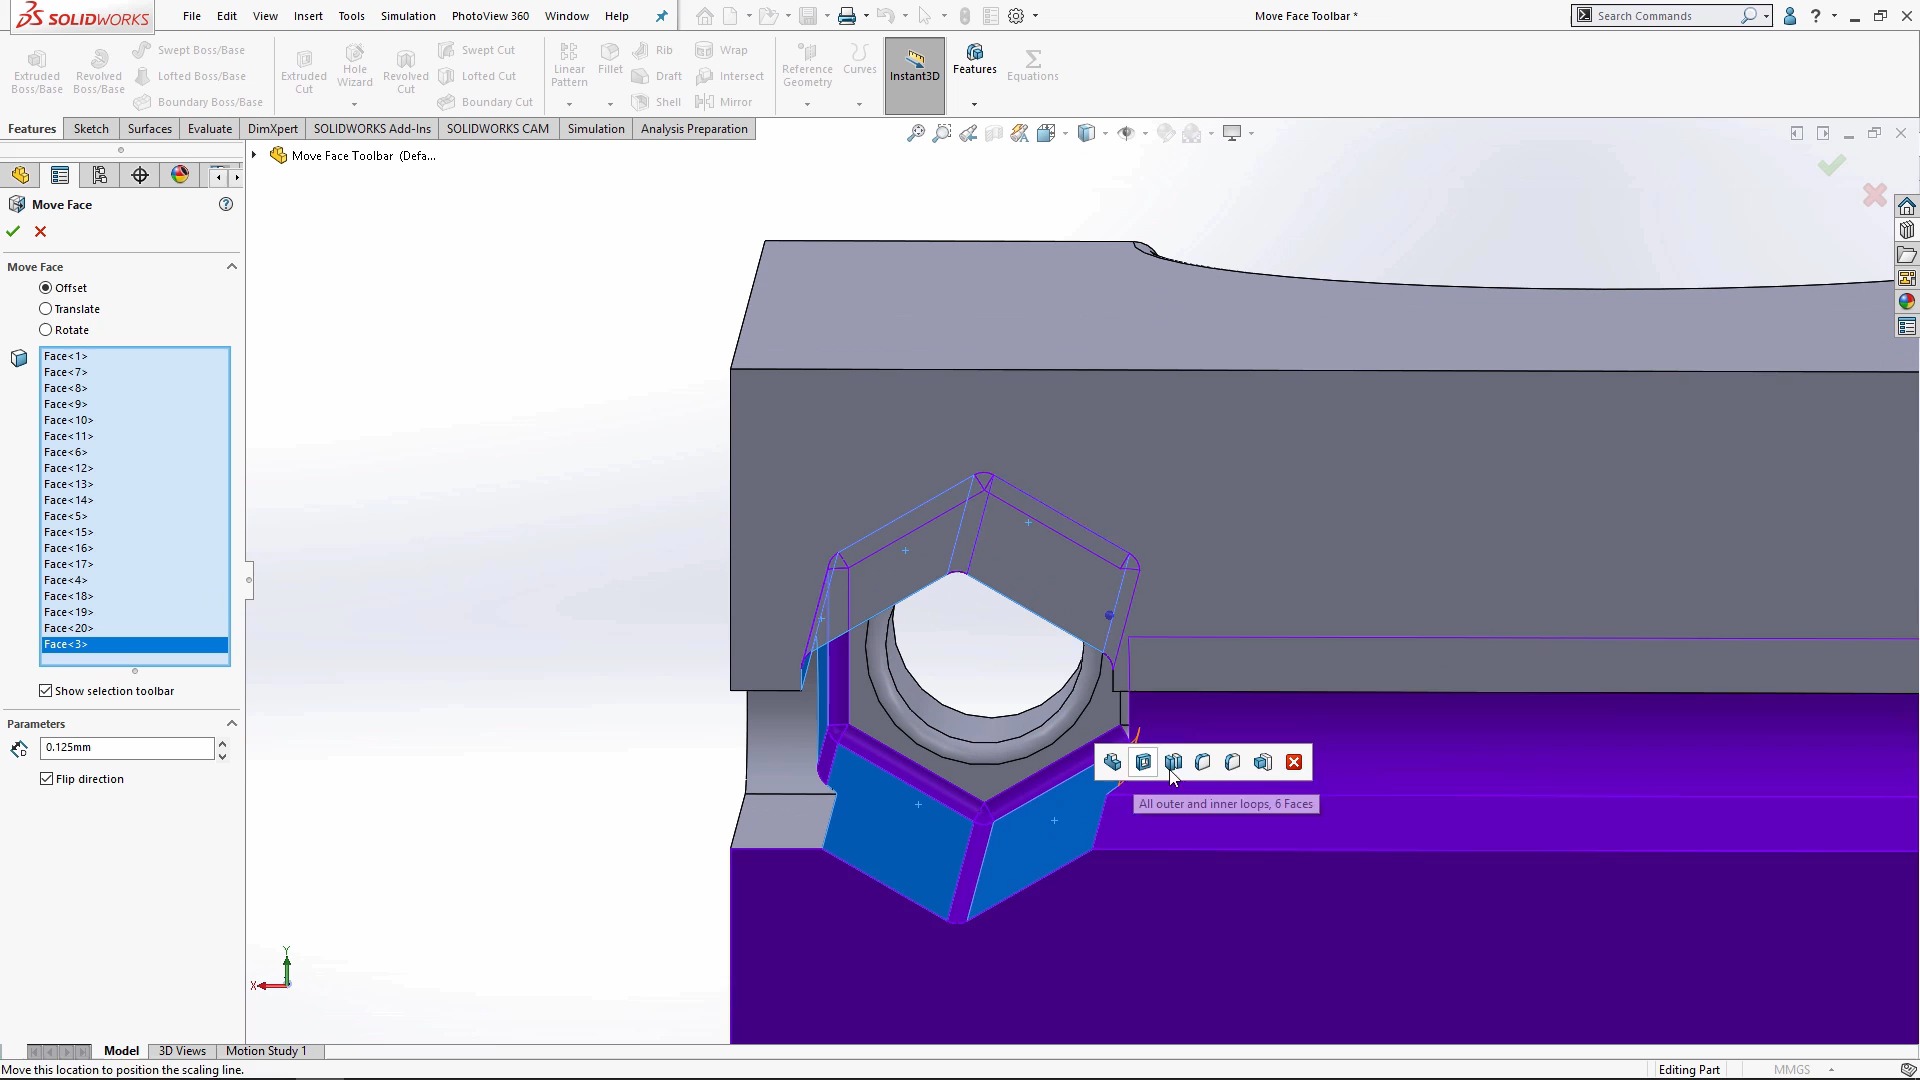 SOLIDWORKS
File Edit View Insert Tools Simulation PhotoView 360 Window Help
Move Face Toolbar *
Search Commands
Extruded Boss/Base
Revolved Boss/Base
Swept Boss/Base
Lofted Boss/Base
Boundary Boss/Base
Extruded Cut
Hole Wizard
Revolved Cut
Swept Cut
Lofted Cut
Boundary Cut
Linear Pattern
Fillet
Rib
Draft
Shell
Wrap
Intersect
Mirror
Reference Geometry
Curves
Instant3D
Features
Equations
Features Sketch Surfaces Evaluate DimXpert SOLIDWORKS Add-Ins SOLIDWORKS CAM Simulation Analysis Preparation
Move Face Toolbar (Defa...
Move Face
Move Face
Offset
Translate
Rotate
Face<1>
Face<7>
Face<8>
Face<9>
Face<10>
Face<11>
Face<6>
Face<12>
Face<13>
Face<14>
Face<5>
Face<15>
Face<16>
Face<17>
Face<4>
Face<18>
Face<19>
Face<20>
Face<3>
Show selection toolbar
Parameters
0.125mm
Flip direction
All outer and inner loops, 6 Faces
Y
X
Model 3D Views Motion Study 1
Move this location to position the scaling line.
Editing Part
MMGS